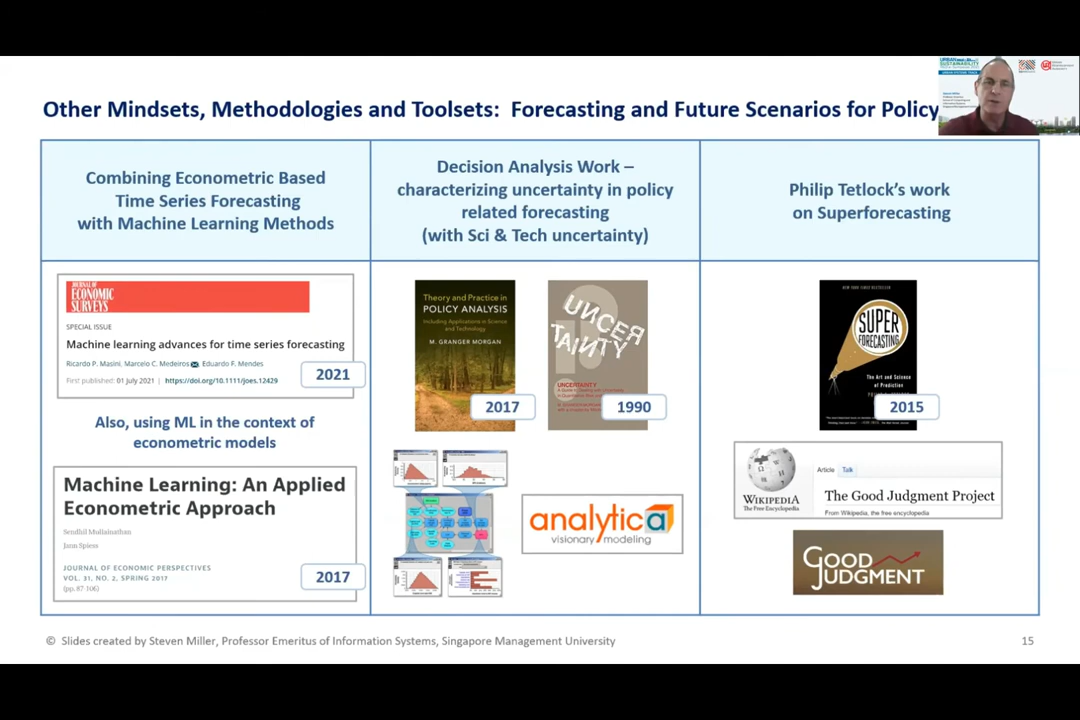 Other Mindsets, Methodologies and Toolsets: Forecasting and Future Scenarios for Policy
URBAN
SUSTAINABILITY
Combining Econometric Based
Time Series Forecasting
with Machine Learning Methods
Decision Analysis Work –
characterizing uncertainty in policy
related forecasting
(with Sci & Tech uncertainty)
Philip Tetlock's work
on Superforecasting
JOURNAL OF
ECONOMIC
SURVEYS
SPECIAL ISSUE
Machine learning advances for time series forecasting
Ricardo P. Masini, Marcelo C. Medeiros, Eduardo F. Mendes
First published: 01 July 2021 | https://doi.org/10.1111/joes.12429
2021
Also, using ML in the context of
econometric models
Machine Learning: An Applied
Econometric Approach
Sendhil Mullainathan
Jann Spiess
JOURNAL OF ECONOMIC PERSPECTIVES
VOL. 31, NO. 2, SPRING 2017
(pp. 87-106)
2017
Theory and Practice in
POLICY ANALYSIS
Including Applications in Science
and Technology
M. GRANGER MORGAN
2017
UNCER
TAINTY
UNCERTAINTY
1990
analytica
visionary modeling
NEW YORK TIMES BESTSELLER
SUPER
FORECASTING
The Art and Science
of Prediction
2015
WIKIPEDIA
The Free Encyclopedia
Article Talk
The Good Judgment Project
From Wikipedia, the free encyclopedia
GOOD
JUDGMENT
© Slides created by Steven Miller, Professor Emeritus of Information Systems, Singapore Management University
15